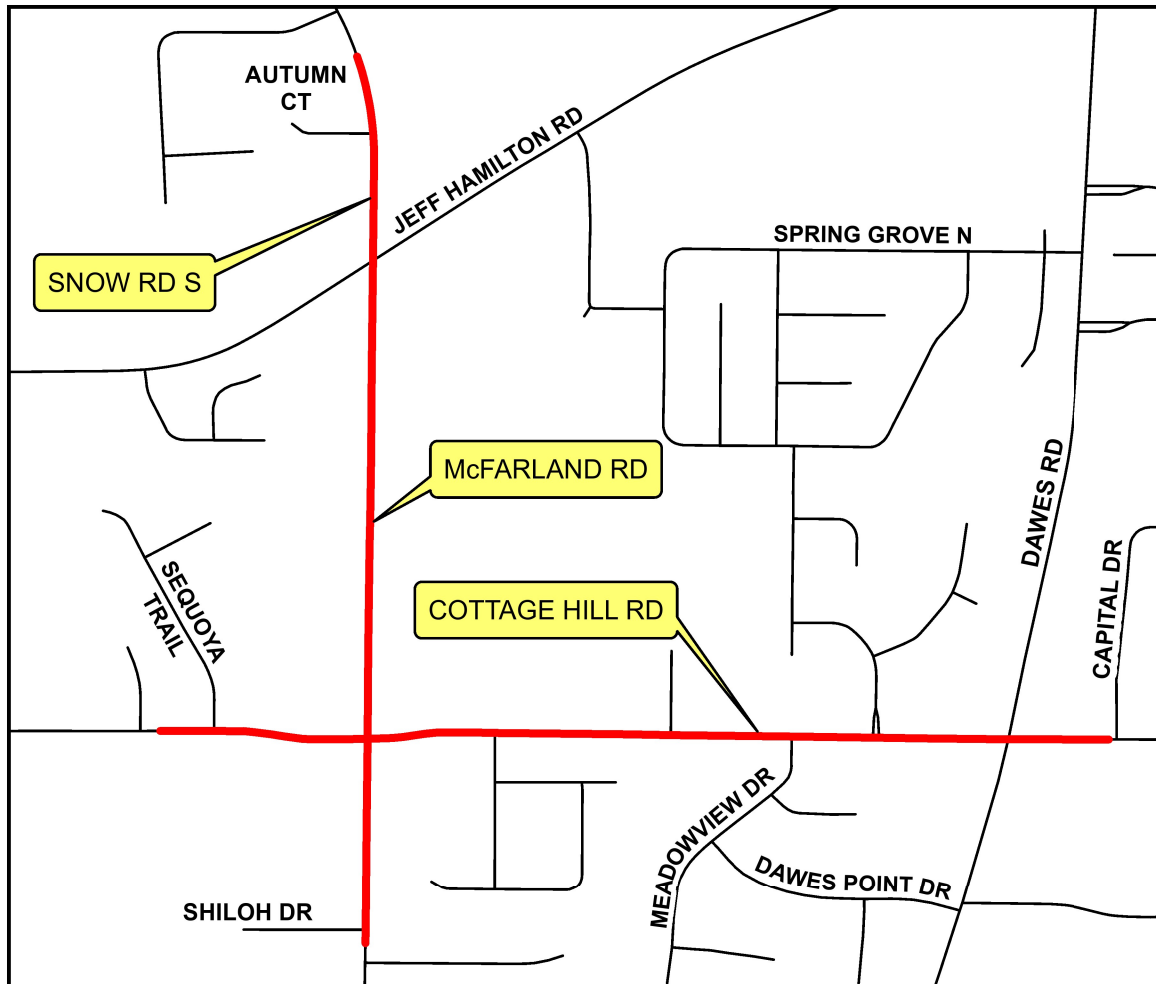 AUTUMN
CT
JEFF HAMILTON RD
SPRING GROVE N
SNOW RD S
McFARLAND RD
DAWES RD
SEQUOYA
TRAIL
COTTAGE HILL RD
CAPITAL DR
MEADOWVIEW DR
DAWES POINT DR
SHILOH DR